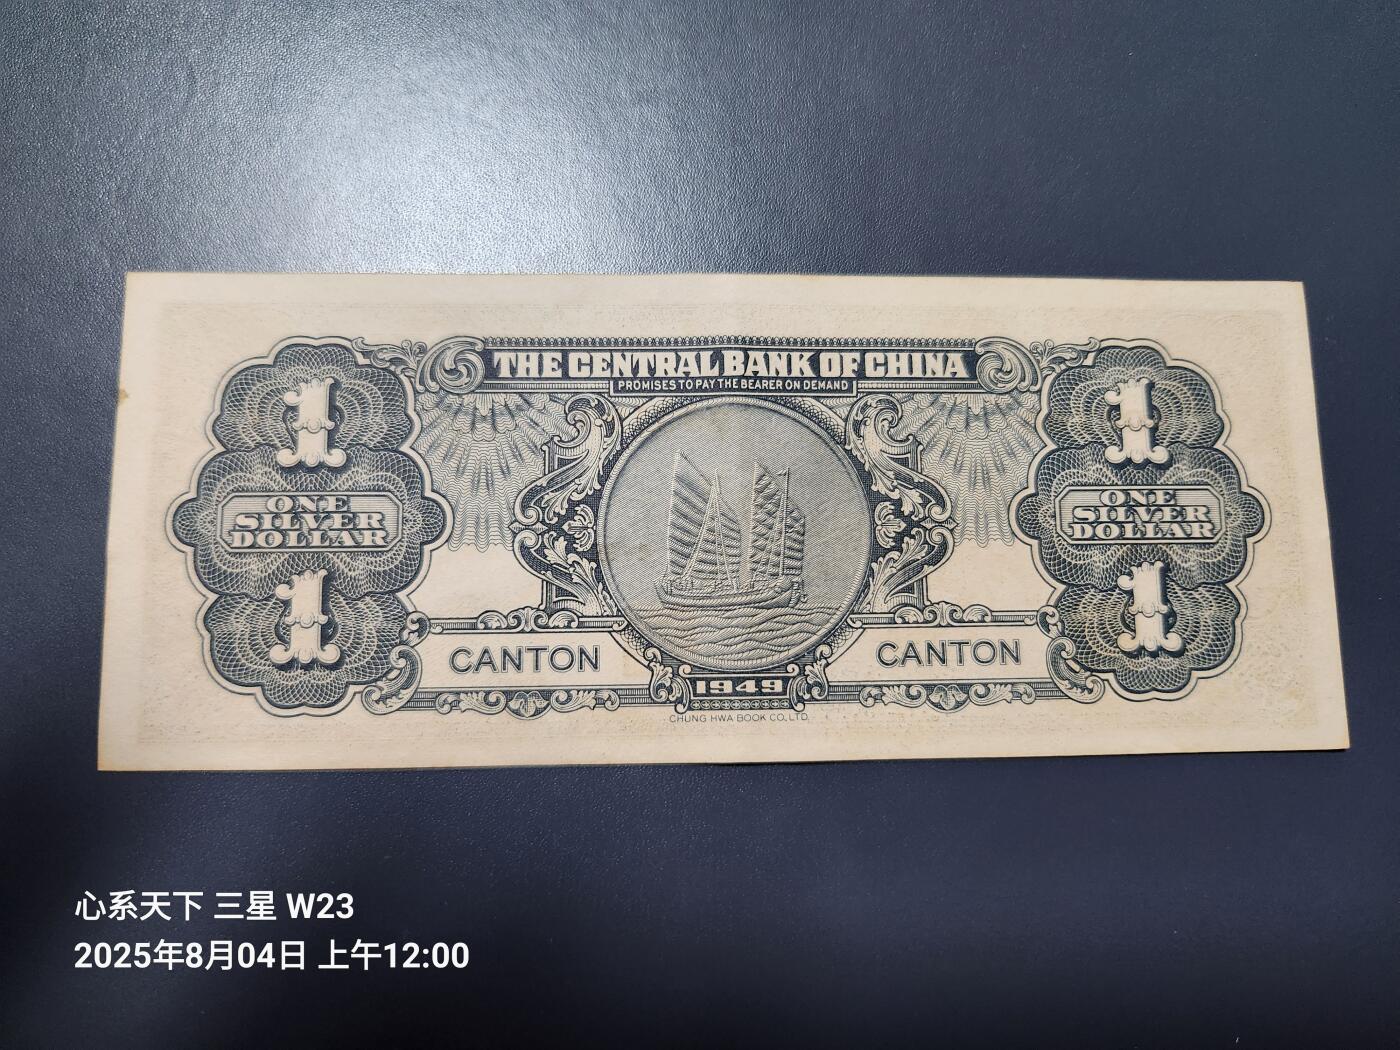 THE CENTRAL BANK OF CHINA
PROMISES TO PAY THE BEARER ON DEMAND
1
1
ONE
SILVER
DOLLAR
ONE
SILVER
DOLLAR
1
1
CANTON
CANTON
1949
CHUNG HWA BOOK CO., LTD.
心系天下 三星 W23
2025年8月04日 上午12:00